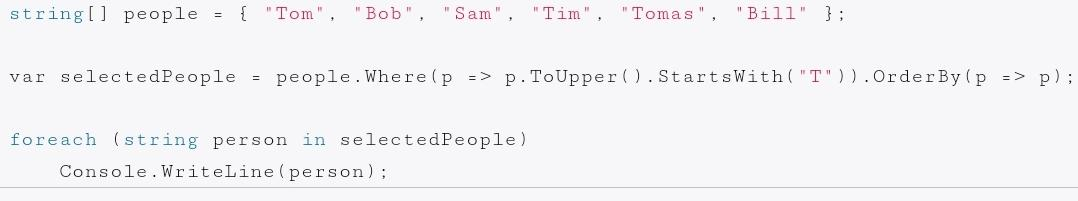 string[] people = { "Tom", "Bob", "Sam", "Tim", "Tomas", "Bill" };
var selectedPeople = people.Where(p => p.ToUpper().StartsWith("T")).OrderBy(p => p);
foreach (string person in selectedPeople)
    Console.WriteLine(person);